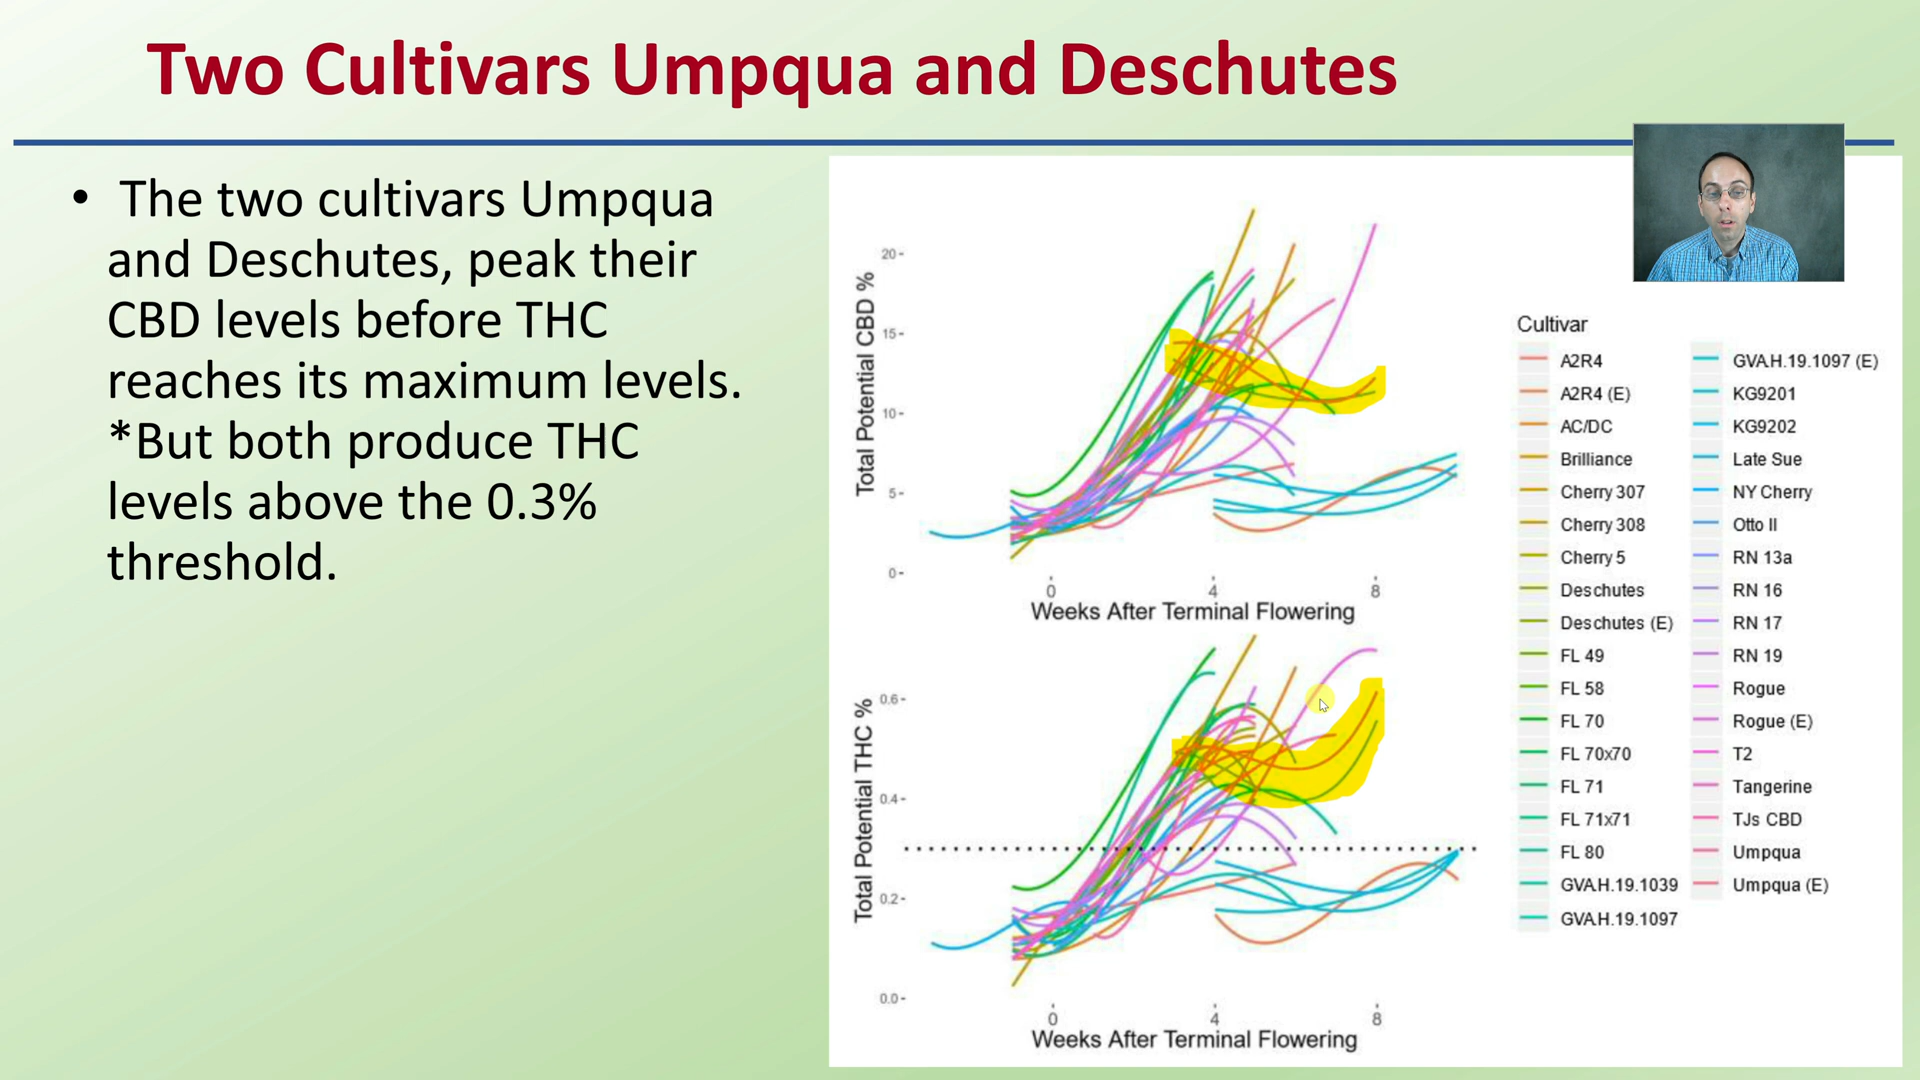 Two Cultivars Umpqua and Deschutes
• The two cultivars Umpqua
and Deschutes, peak their
CBD levels before THC
reaches its maximum levels.
*But both produce THC
levels above the 0.3%
threshold.
Total Potential CBD %
20
15
10
5
0
0 4 8
Weeks After Terminal Flowering
Total Potential THC %
0.6
0.4
0.2
0.0
0 4 8
Weeks After Terminal Flowering
Cultivar
A2R4
A2R4 (E)
AC/DC
Brilliance
Cherry 307
Cherry 308
Cherry 5
Deschutes
Deschutes (E)
FL 49
FL 58
FL 70
FL 70x70
FL 71
FL 71x71
FL 80
GVA.H.19.1039
GVA.H.19.1097
GVA.H.19.1097 (E)
KG9201
KG9202
Late Sue
NY Cherry
Otto II
RN 13a
RN 16
RN 17
RN 19
Rogue
Rogue (E)
T2
Tangerine
TJs CBD
Umpqua
Umpqua (E)